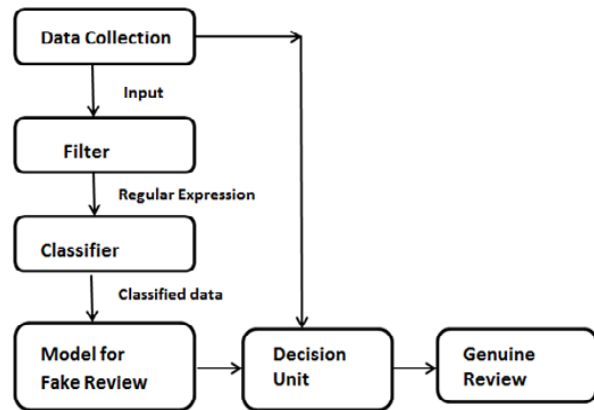 Data Collection
Input
Filter
Regular Expression
Classifier
Classified data
Model for
Fake Review
Decision
Unit
Genuine
Review